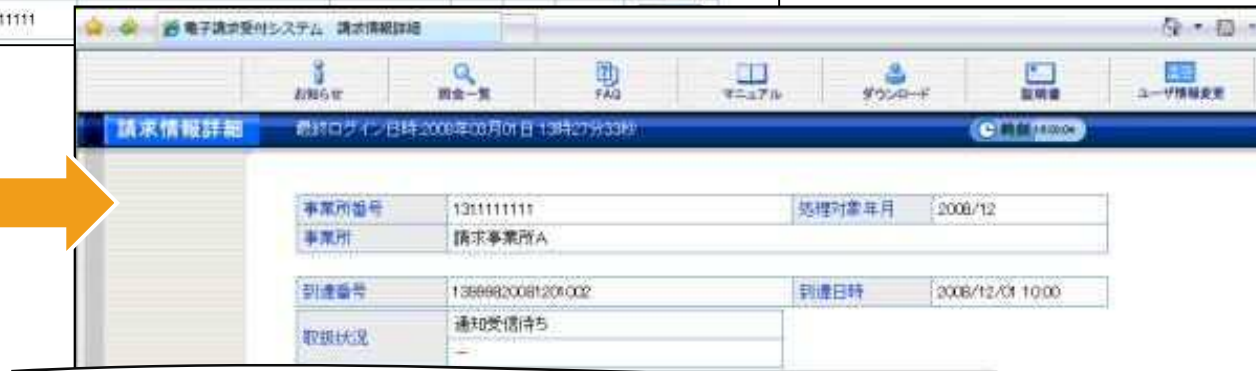 11111
電子請求受付システム 請求情報詳細
お知らせ 照会一覧 FAQ マニュアル ダウンロード 証明書 ユーザ情報変更
請求情報詳細 最終ログイン日時:2008年03月01日 13時27分33秒 時刻
事業所番号 1311111111 処理対象年月 2008/12
事業所 請求事業所A
到達番号 13999820081201002 到達日時 2008/12/01 10:00
取扱状況 通知受信待ち
―